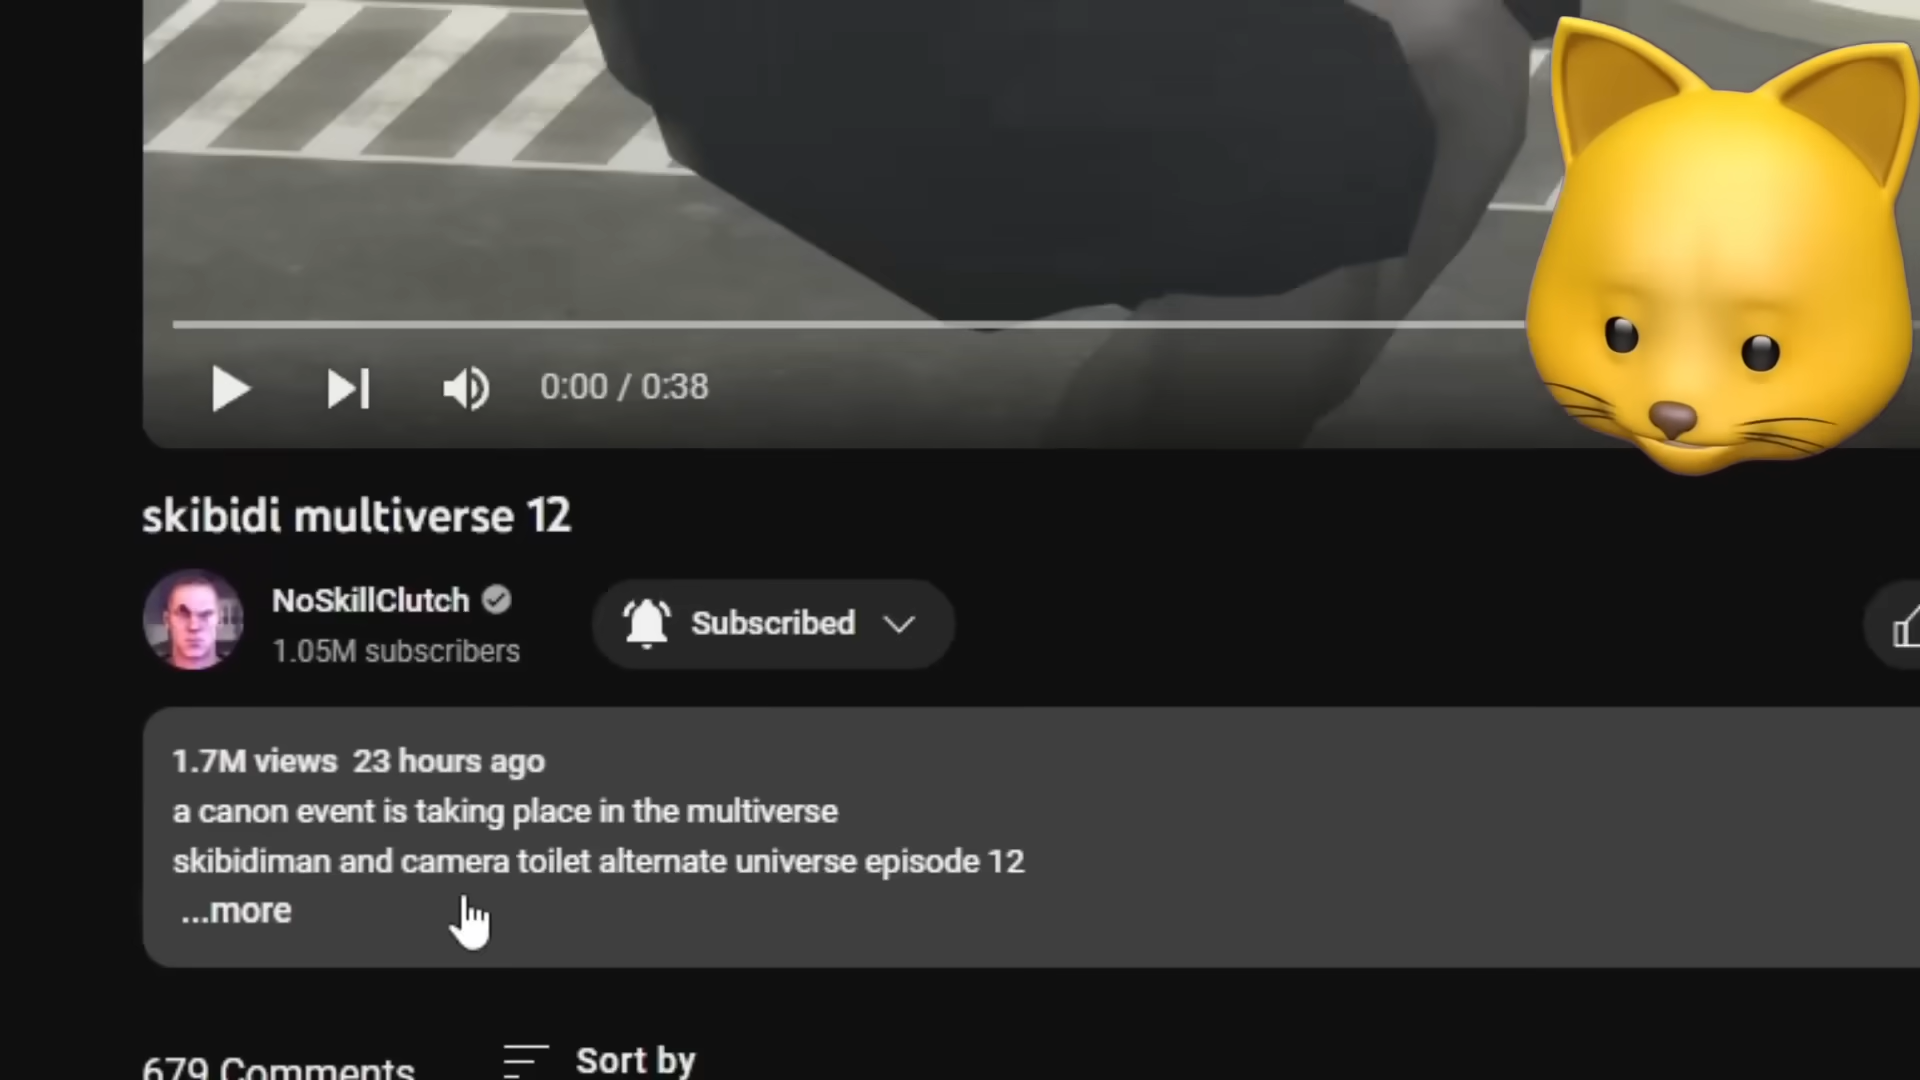 0:00 / 0:38
skibidi multiverse 12
NoSkillClutch
1.05M subscribers
Subscribed
1.7M views 23 hours ago
a canon event is taking place in the multiverse
skibidiman and camera toilet alternate universe episode 12
...more
679 Comments
Sort by